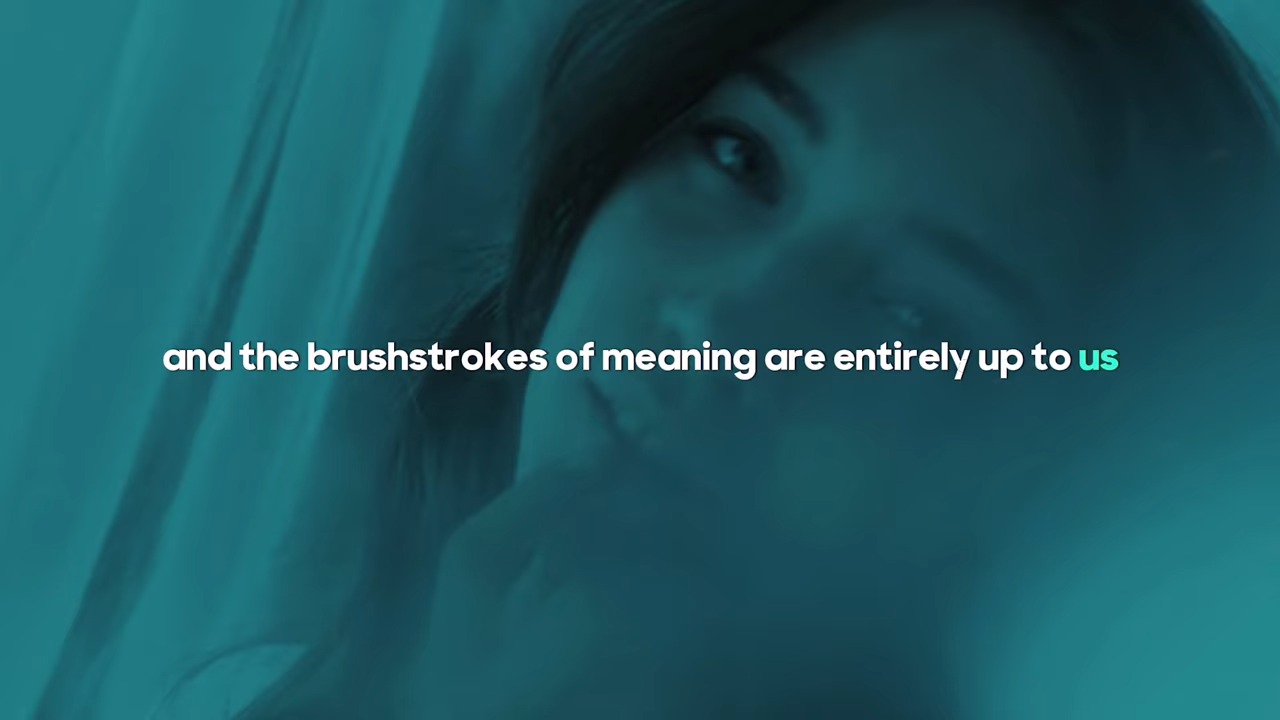 and the brushstrokes of meaning are entirely up to us